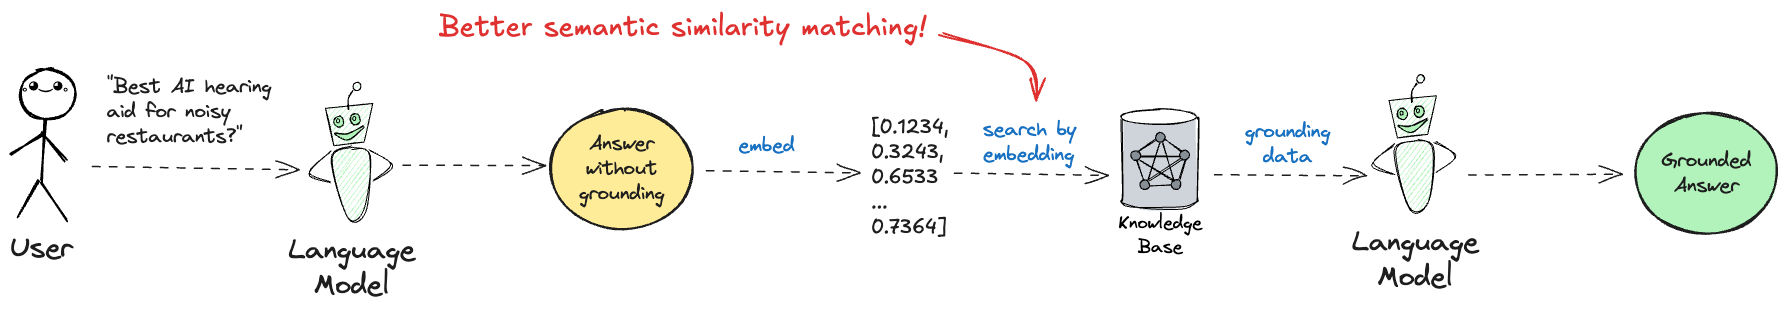 Better semantic similarity matching!
"Best AI hearing
aid for noisy
restaurants?"
User
Language
Model
Answer
without
grounding
embed
[0.1234,
0.3243,
0.6533
...
0.7364]
search by
embedding
Knowledge
Base
grounding
data
Language
Model
Grounded
Answer